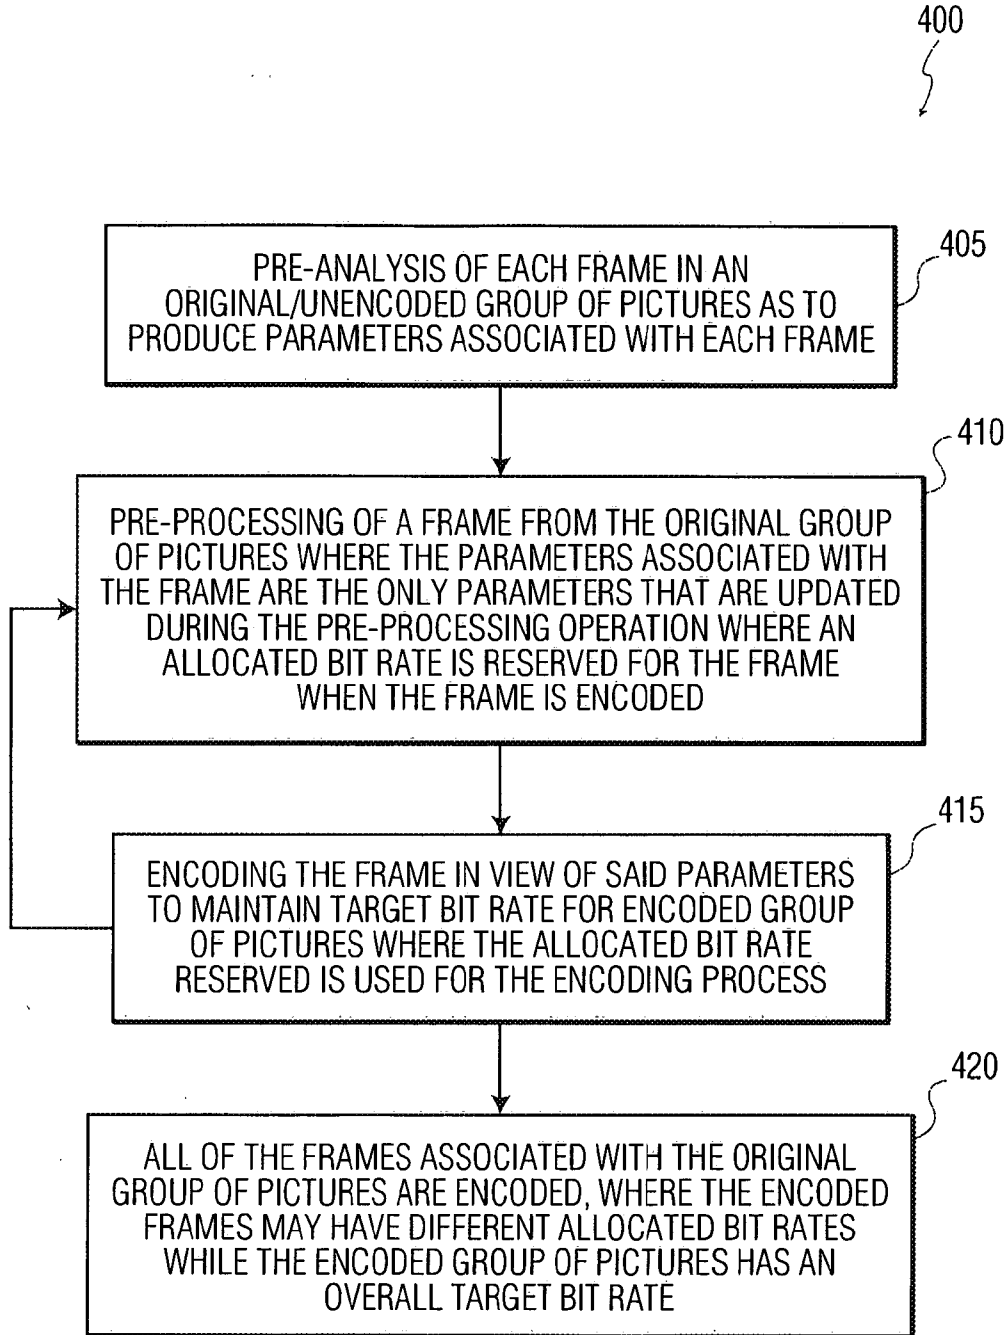 400
405
PRE-ANALYSIS OF EACH FRAME IN AN
ORIGINAL/UNENCODED GROUP OF PICTURES AS TO
PRODUCE PARAMETERS ASSOCIATED WITH EACH FRAME
410
PRE-PROCESSING OF A FRAME FROM THE ORIGINAL GROUP
OF PICTURES WHERE THE PARAMETERS ASSOCIATED WITH
THE FRAME ARE THE ONLY PARAMETERS THAT ARE UPDATED
DURING THE PRE-PROCESSING OPERATION WHERE AN
ALLOCATED BIT RATE IS RESERVED FOR THE FRAME
WHEN THE FRAME IS ENCODED
415
ENCODING THE FRAME IN VIEW OF SAID PARAMETERS
TO MAINTAIN TARGET BIT RATE FOR ENCODED GROUP
OF PICTURES WHERE THE ALLOCATED BIT RATE
RESERVED IS USED FOR THE ENCODING PROCESS
420
ALL OF THE FRAMES ASSOCIATED WITH THE ORIGINAL
GROUP OF PICTURES ARE ENCODED, WHERE THE ENCODED
FRAMES MAY HAVE DIFFERENT ALLOCATED BIT RATES
WHILE THE ENCODED GROUP OF PICTURES HAS AN
OVERALL TARGET BIT RATE